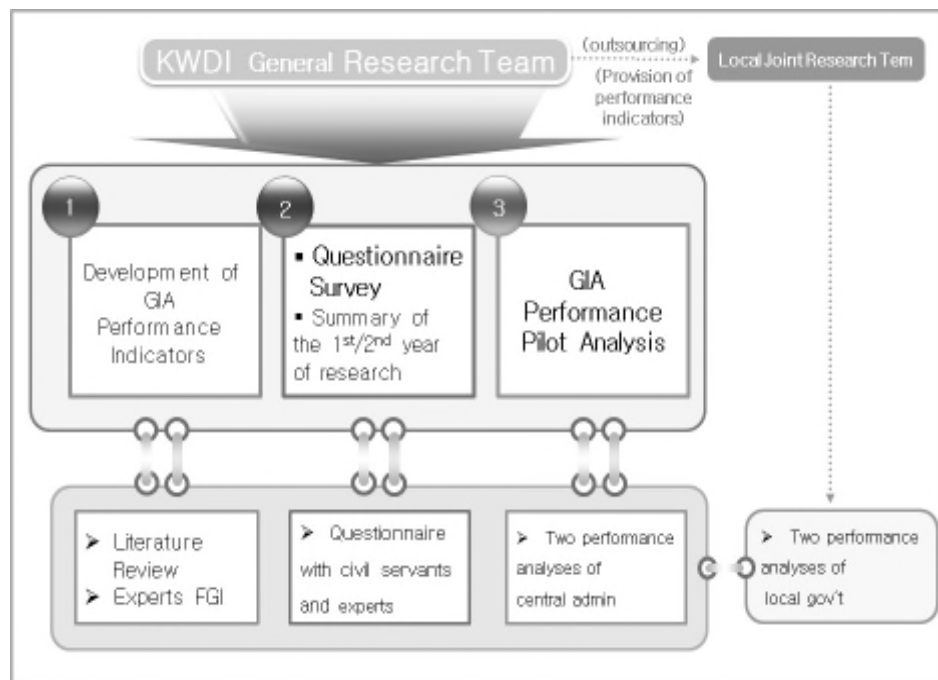 KWDI General Research Team
(outsourcing)
(Provision of
performance
indicators)
Local Joint Research Tem
1
Development of
GIA
Performance
Indicators
2
▪ Questionnaire
Survey
▪ Summary of
the 1st/2nd year
of research
3
GIA
Performance
Pilot Analysis
➢ Literature
Review
➢ Experts FGI
➢ Questionnaire
with civil servants
and experts
➢ Two performance
analyses of
central admin
➢ Two performance
analyses of
local gov't